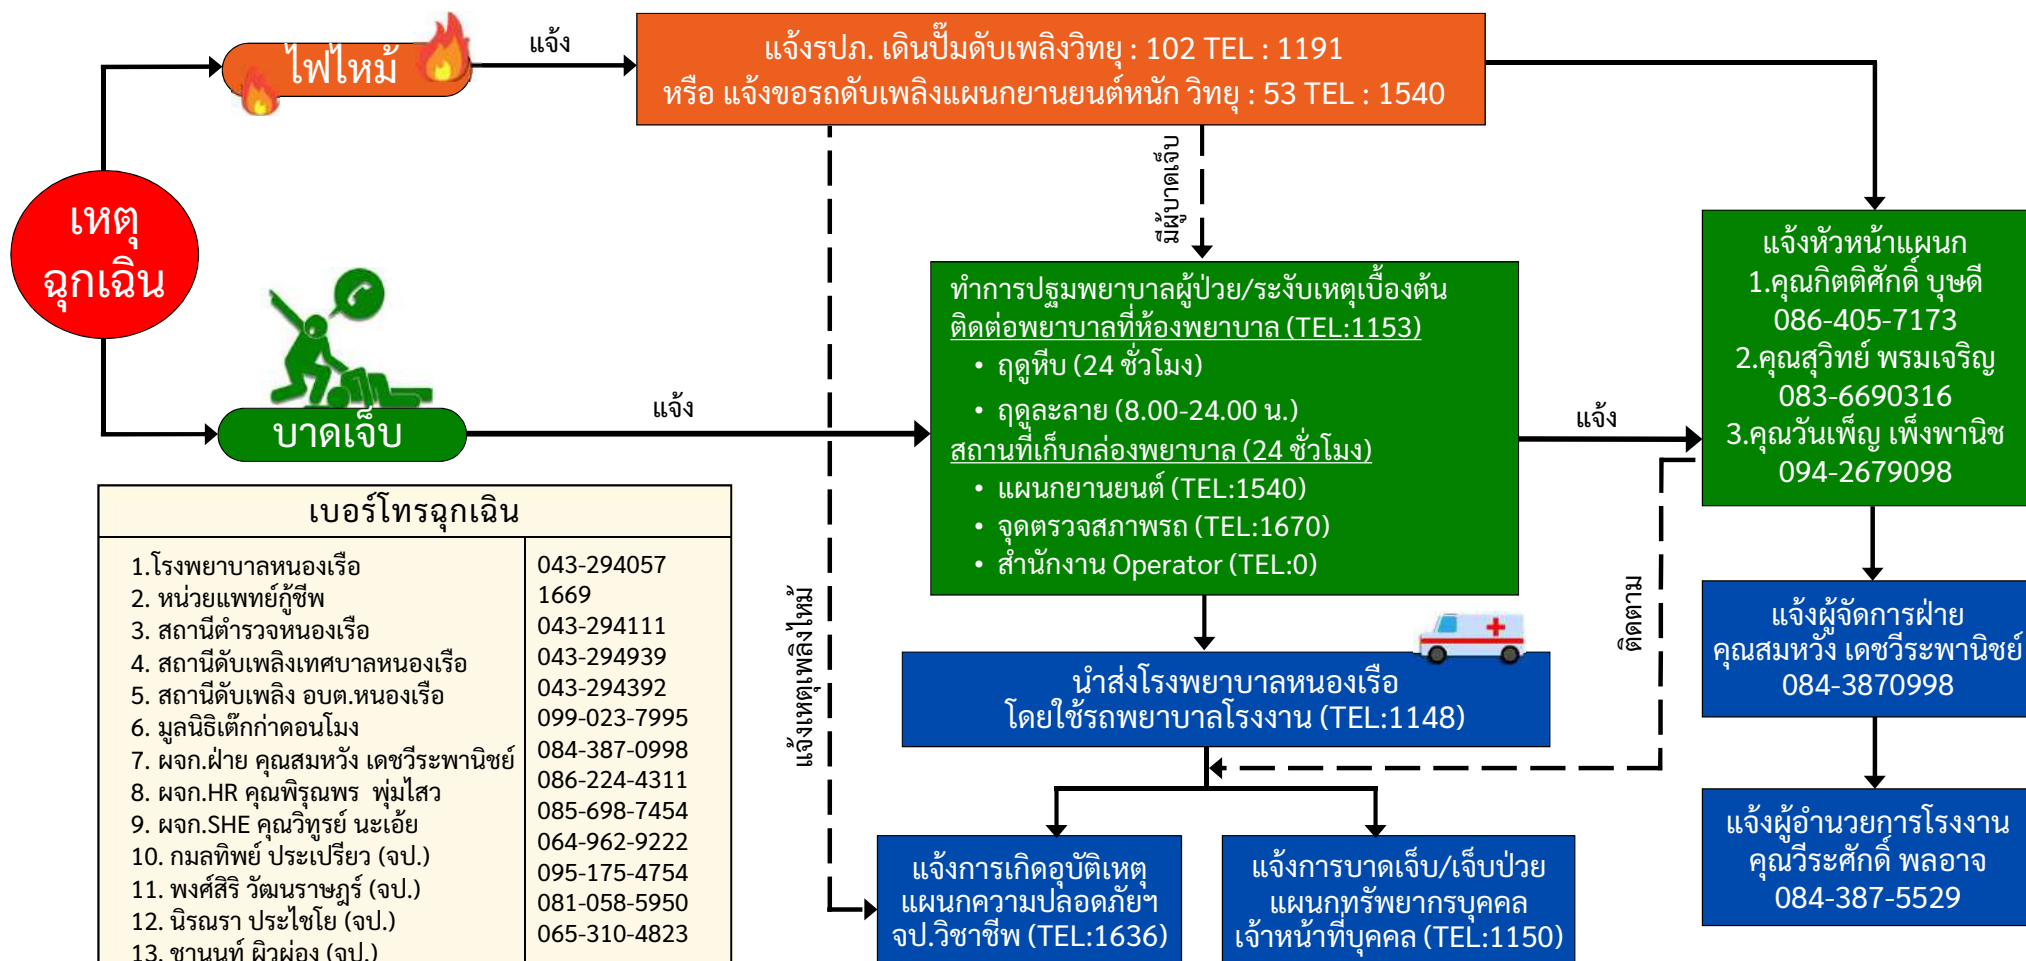 เหตุ
ฉุกเฉิน
ไฟไหม้
แจ้ง
แจ้งรปภ. เดินปั๊มดับเพลิงวิทยุ : 102 TEL : 1191
หรือ แจ้งขอรถดับเพลิงแผนกยานยนต์หนัก วิทยุ : 53 TEL : 1540
มีผู้บาดเจ็บ
แจ้งเหตุเพลิงไหม้
บาดเจ็บ
แจ้ง
ทำการปฐมพยาบาลผู้ป่วย/ระงับเหตุเบื้องต้น
ติดต่อพยาบาลที่ห้องพยาบาล (TEL:1153)
• ฤดูหีบ (24 ชั่วโมง)
• ฤดูละลาย (8.00-24.00 น.)
สถานที่เก็บกล่องพยาบาล (24 ชั่วโมง)
• แผนกยานยนต์ (TEL:1540)
• จุดตรวจสภาพรถ (TEL:1670)
• สำนักงาน Operator (TEL:0)
แจ้ง
แจ้งหัวหน้าแผนก
1.คุณกิตติศักดิ์ บุษดี
086-405-7173
2.คุณสุวิทย์ พรมเจริญ
083-6690316
3.คุณวันเพ็ญ เพ็งพานิช
094-2679098
ติดตาม
แจ้งผู้จัดการฝ่าย
คุณสมหวัง เดชวีระพานิชย์
084-3870998
แจ้งผู้อำนวยการโรงงาน
คุณวีระศักดิ์ พลอาจ
084-387-5529
นำส่งโรงพยาบาลหนองเรือ
โดยใช้รถพยาบาลโรงงาน (TEL:1148)
แจ้งการเกิดอุบัติเหตุ
แผนกความปลอดภัยฯ
จป.วิชาชีพ (TEL:1636)
แจ้งการบาดเจ็บ/เจ็บป่วย
แผนกทรัพยากรบุคคล
เจ้าหน้าที่บุคคล (TEL:1150)
เบอร์โทรฉุกเฉิน
1.โรงพยาบาลหนองเรือ 043-294057
2. หน่วยแพทย์กู้ชีพ 1669
3. สถานีตำรวจหนองเรือ 043-294111
4. สถานีดับเพลิงเทศบาลหนองเรือ 043-294939
5. สถานีดับเพลิง อบต.หนองเรือ 043-294392
6. มูลนิธิเต๊กก่าดอนโมง 099-023-7995
7. ผจก.ฝ่าย คุณสมหวัง เดชวีระพานิชย์ 084-387-0998
8. ผจก.HR คุณพิรุณพร พุ่มไสว 086-224-4311
9. ผจก.SHE คุณวิทูรย์ นะเอ้ย 085-698-7454
10. กมลทิพย์ ประเปรียว (จป.) 064-962-9222
11. พงศ์สิริ วัฒนราษฎร์ (จป.) 095-175-4754
12. นิรณรา ประไชโย (จป.) 081-058-5950
13. ชานนท์ ผิวผ่อง (จป.) 065-310-4823